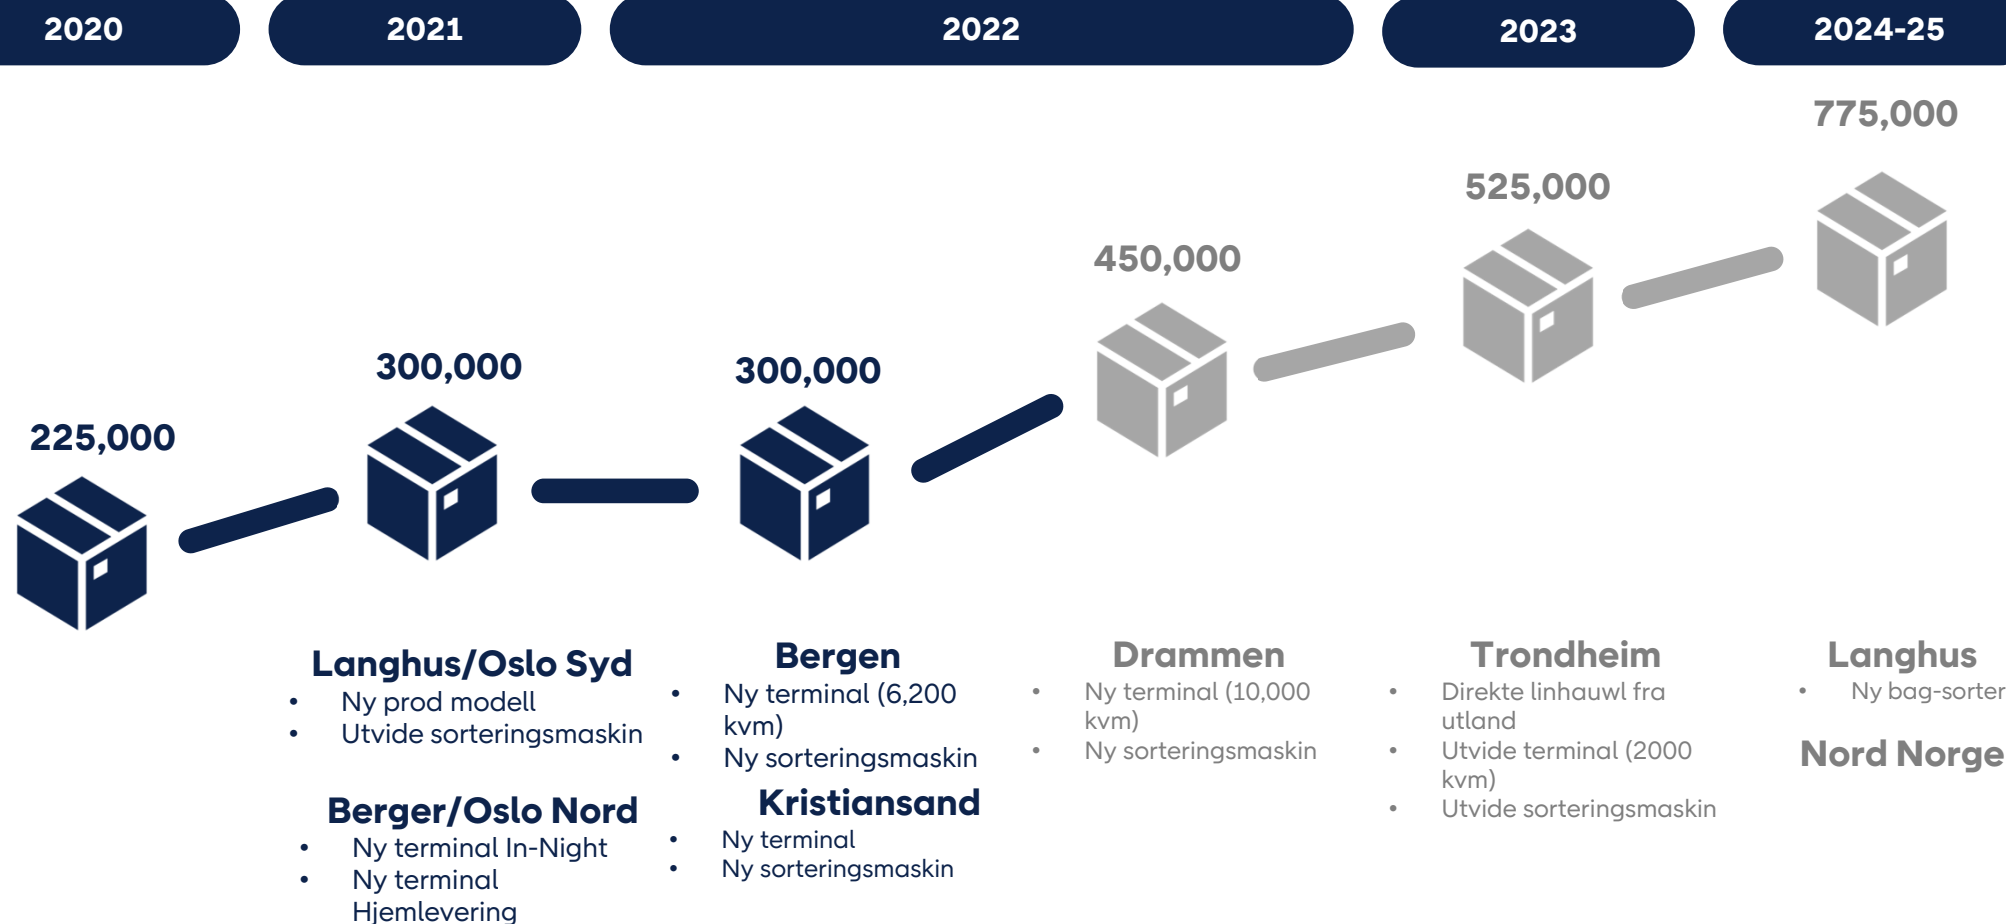 2020
2021
2022
2023
2024-25
775,000
525,000
450,000
300,000
300,000
225,000
Langhus/Oslo Syd
• Ny prod modell
• Utvide sorteringsmaskin
Berger/Oslo Nord
• Ny terminal In-Night
• Ny terminal
Hjemlevering
Bergen
• Ny terminal (6,200
kvm)
• Ny sorteringsmaskin
Kristiansand
• Ny terminal
• Ny sorteringsmaskin
Drammen
• Ny terminal (10,000
kvm)
• Ny sorteringsmaskin
Trondheim
• Direkte linhauwl fra
utland
• Utvide terminal (2000
kvm)
• Utvide sorteringsmaskin
Langhus
• Ny bag-sorter
Nord Norge